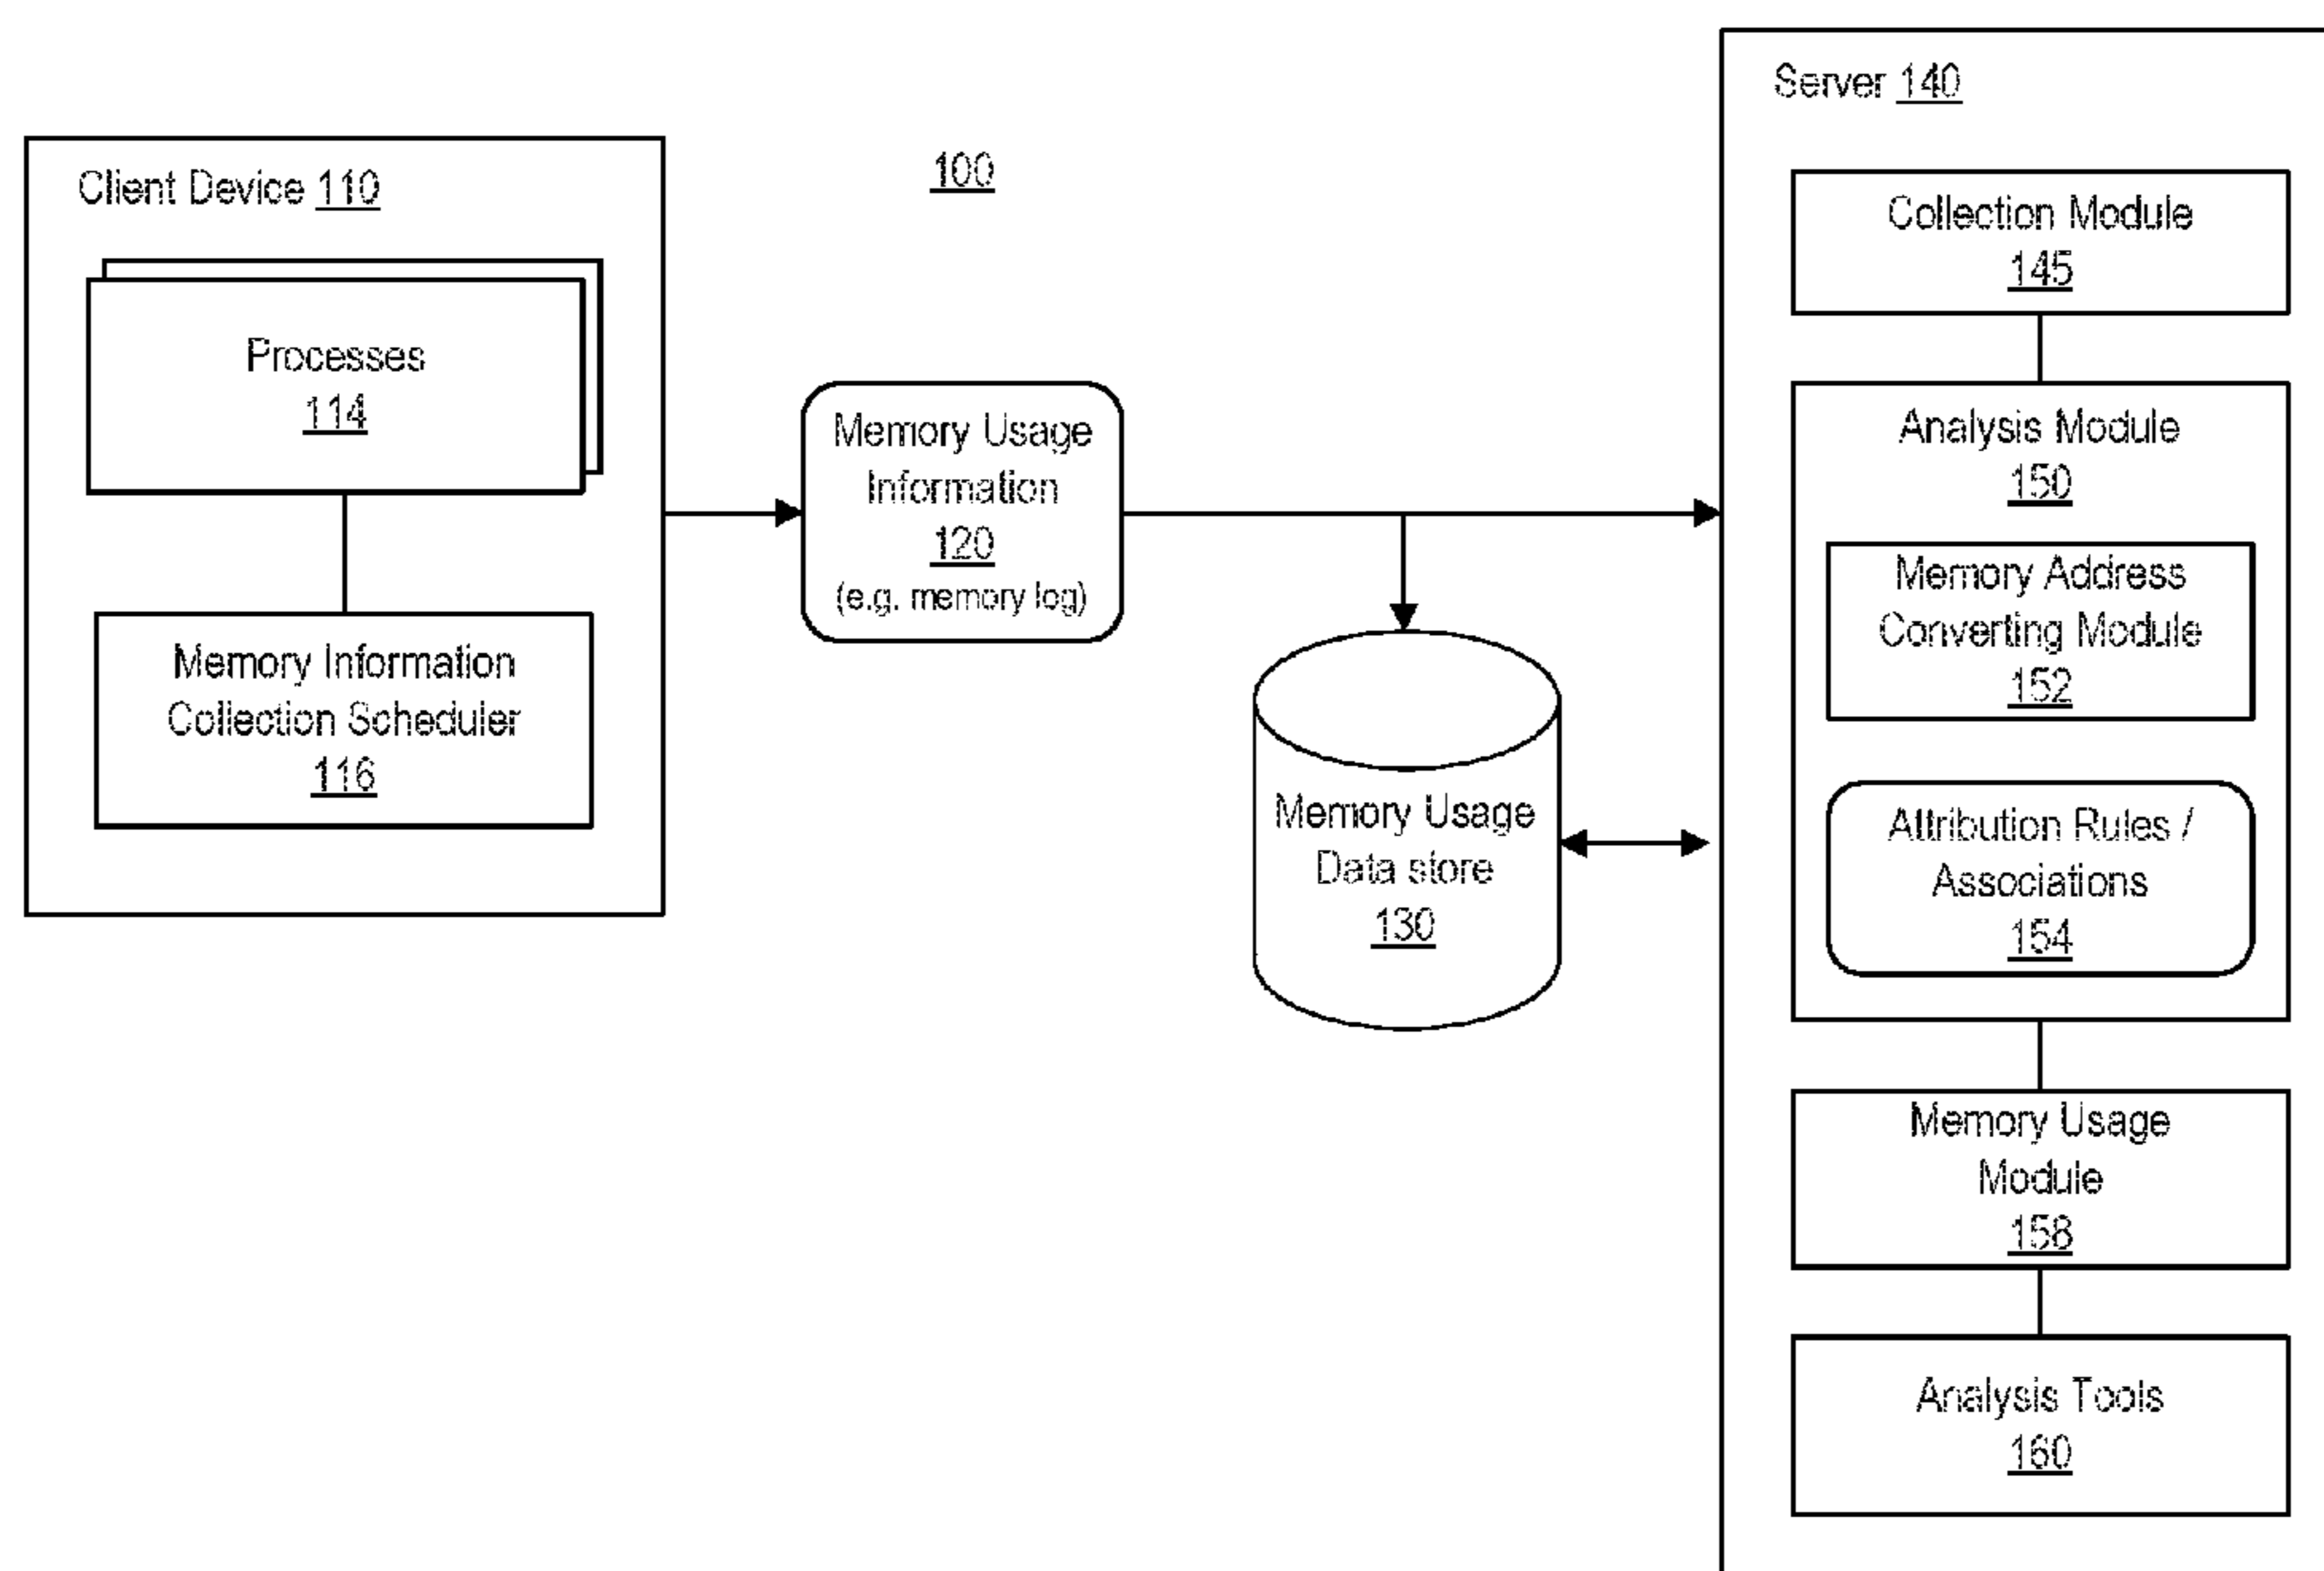 Client Device 110
Processes
114
Memory Information
Collection Scheduler
116
100
Memory Usage
Information
120
(e.g. memory log)
Memory Usage
Data store
130
Server 140
Collection Module
145
Analysis Module
150
Memory Address
Converting Module
152
Attribution Rules /
Associations
154
Memory Usage
Module
158
Analysis Tools
160